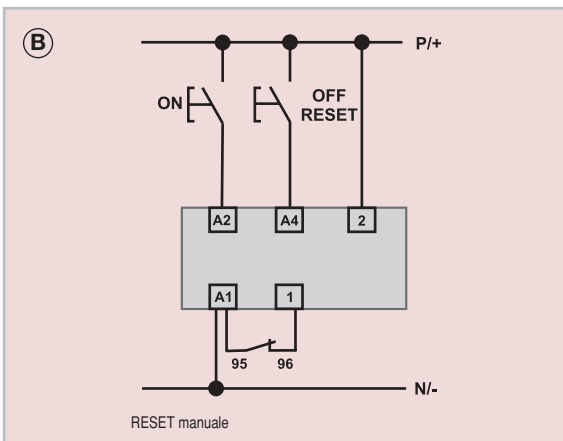 B
P/+
ON
OFF
RESET
A2
A4
2
A1
1
95
96
N/-
RESET manuale